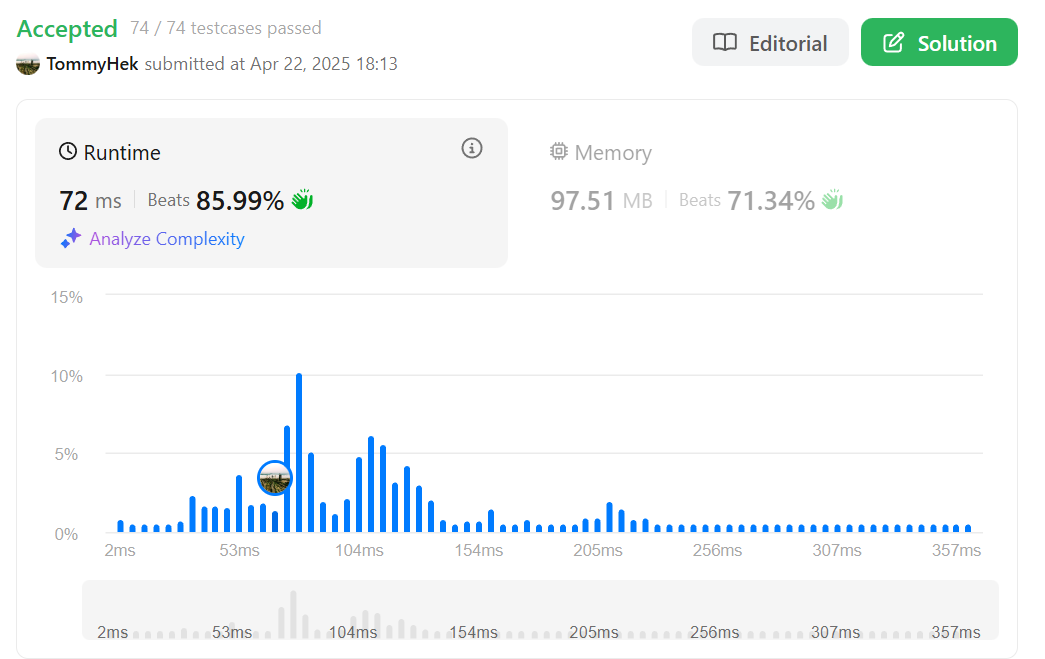 Accepted 74 / 74 testcases passed
Editorial
Solution
TommyHek submitted at Apr 22, 2025 18:13
Runtime
Memory
72 ms Beats 85.99%
97.51 MB Beats 71.34%
Analyze Complexity
15%
10%
5%
0%
2ms 53ms 104ms 154ms 205ms 256ms 307ms 357ms
2ms 53ms 104ms 154ms 205ms 256ms 307ms 357ms